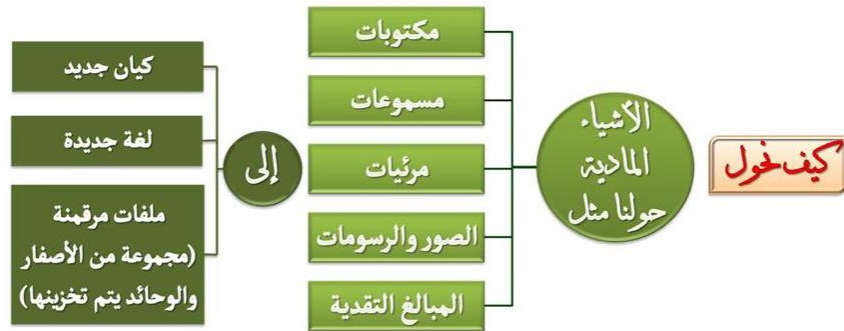 كيف نحول
الأشياء
المادية
حولنا مثل
مكتوبات
مسموعات
مرئيات
الصور والرسومات
المبالغ النقدية
إلى
كيان جديد
لغة جديدة
ملفات مرقمنة
(مجموعة من الأصفار
والوحائد يتم تخزينها)